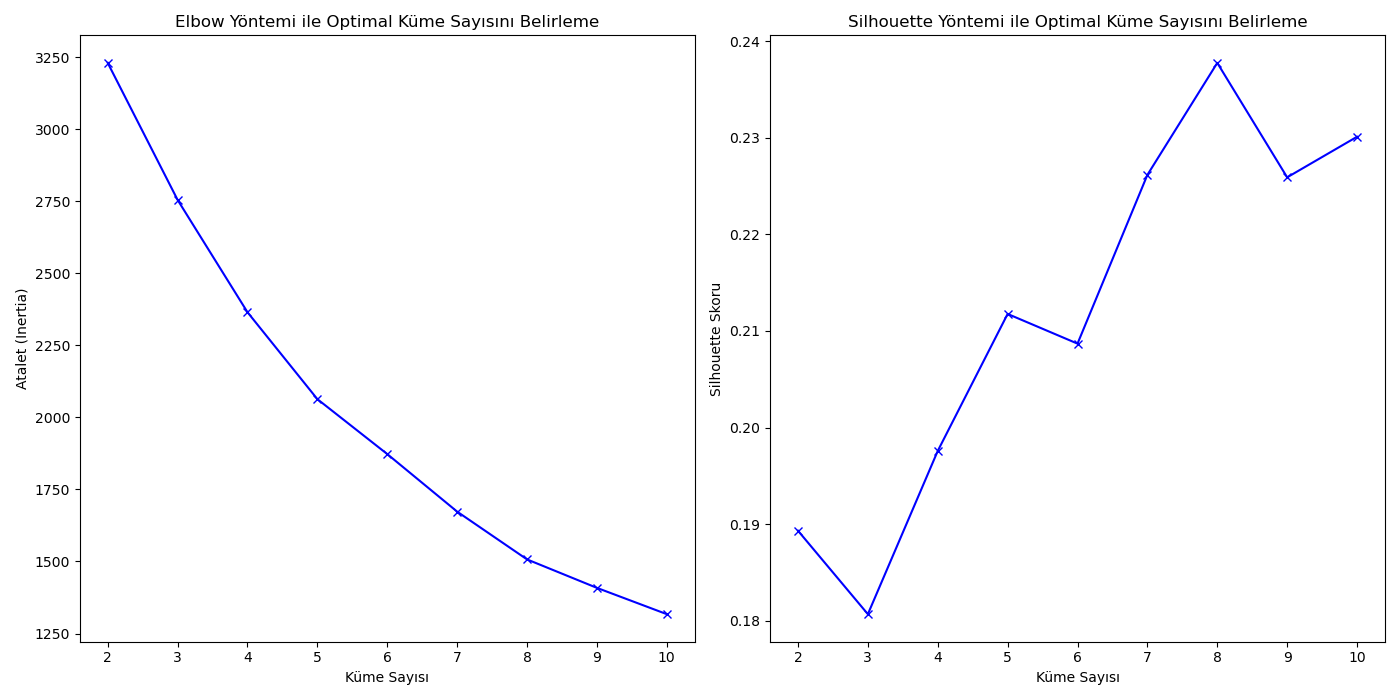 Elbow Yöntemi ile Optimal Küme Sayısını Belirleme
3250
3000
2750
2500
2250
2000
1750
1500
1250
Atalet (Inertia)
2 3 4 5 6 7 8 9 10
Küme Sayısı
Silhouette Yöntemi ile Optimal Küme Sayısını Belirleme
0.24
0.23
0.22
0.21
0.20
0.19
0.18
Silhouette Skoru
2 3 4 5 6 7 8 9 10
Küme Sayısı